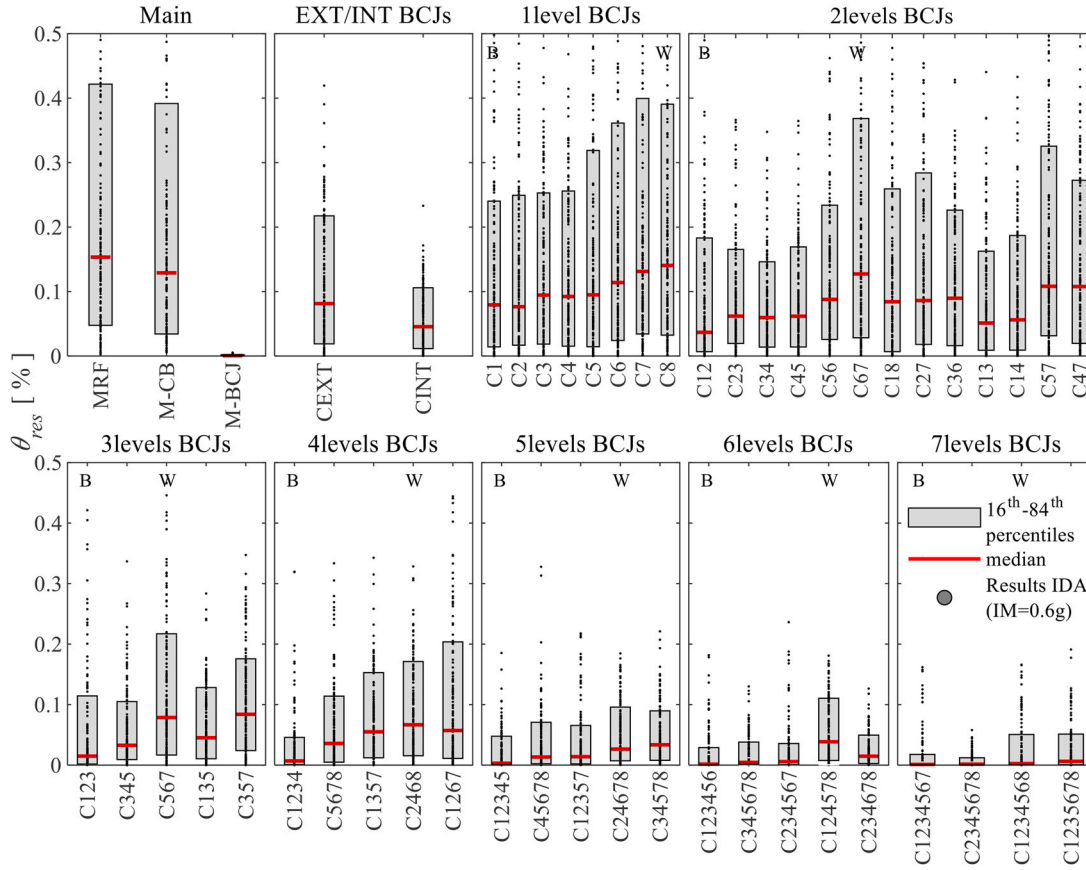 Main
EXT/INT BCJs
1level BCJs
2levels BCJs
0.5
0.4
0.3
0.2
0.1
0
B
W
B
W
MRF
M-CB
M-BCJ
CEXT
CINT
C1
C2
C3
C4
C5
C6
C7
C8
C12
C23
C34
C45
C56
C67
C18
C27
C36
C13
C14
C57
C47
θres [ % ]
3levels BCJs
4levels BCJs
5levels BCJs
6levels BCJs
7levels BCJs
0.5
0.4
0.3
0.2
0.1
0
B
W
B
W
B
W
B
W
B
W
16th-84th
percentiles
median
Results IDA
(IM=0.6g)
C123
C345
C567
C135
C357
C1234
C5678
C1357
C2468
C1267
C12345
C45678
C12357
C24678
C34578
C123456
C345678
C234567
C124578
C234678
C1234567
C2345678
C1234568
C1235678